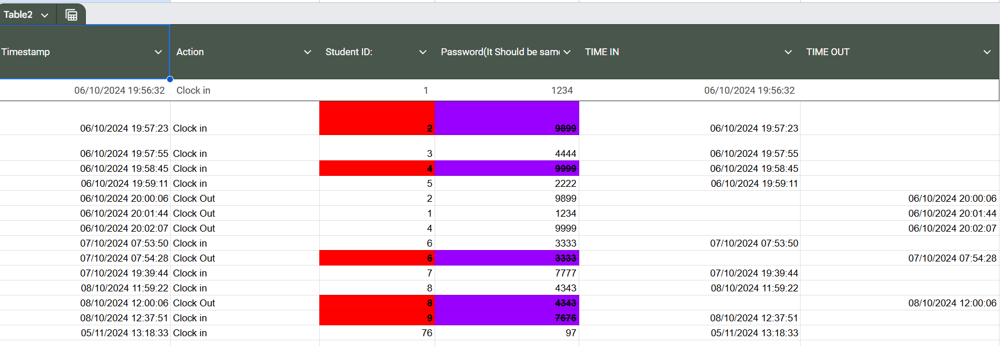 Table2
Timestamp Action Student ID: Password(It Should be same TIME IN TIME OUT
06/10/2024 19:56:32 Clock in 1 1234 06/10/2024 19:56:32
06/10/2024 19:57:23 Clock in 2 9899 06/10/2024 19:57:23
06/10/2024 19:57:55 Clock in 3 4444 06/10/2024 19:57:55
06/10/2024 19:58:45 Clock in 4 9999 06/10/2024 19:58:45
06/10/2024 19:59:11 Clock in 5 2222 06/10/2024 19:59:11
06/10/2024 20:00:06 Clock Out 2 9899 06/10/2024 20:00:06
06/10/2024 20:01:44 Clock Out 1 1234 06/10/2024 20:01:44
06/10/2024 20:02:07 Clock Out 4 9999 06/10/2024 20:02:07
07/10/2024 07:53:50 Clock in 6 3333 07/10/2024 07:53:50
07/10/2024 07:54:28 Clock Out 6 3333 07/10/2024 07:54:28
07/10/2024 19:39:44 Clock in 7 7777 07/10/2024 19:39:44
08/10/2024 11:59:22 Clock in 8 4343 08/10/2024 11:59:22
08/10/2024 12:00:06 Clock Out 8 4343 08/10/2024 12:00:06
08/10/2024 12:37:51 Clock in 9 7676 08/10/2024 12:37:51
05/11/2024 13:18:33 Clock in 76 97 05/11/2024 13:18:33